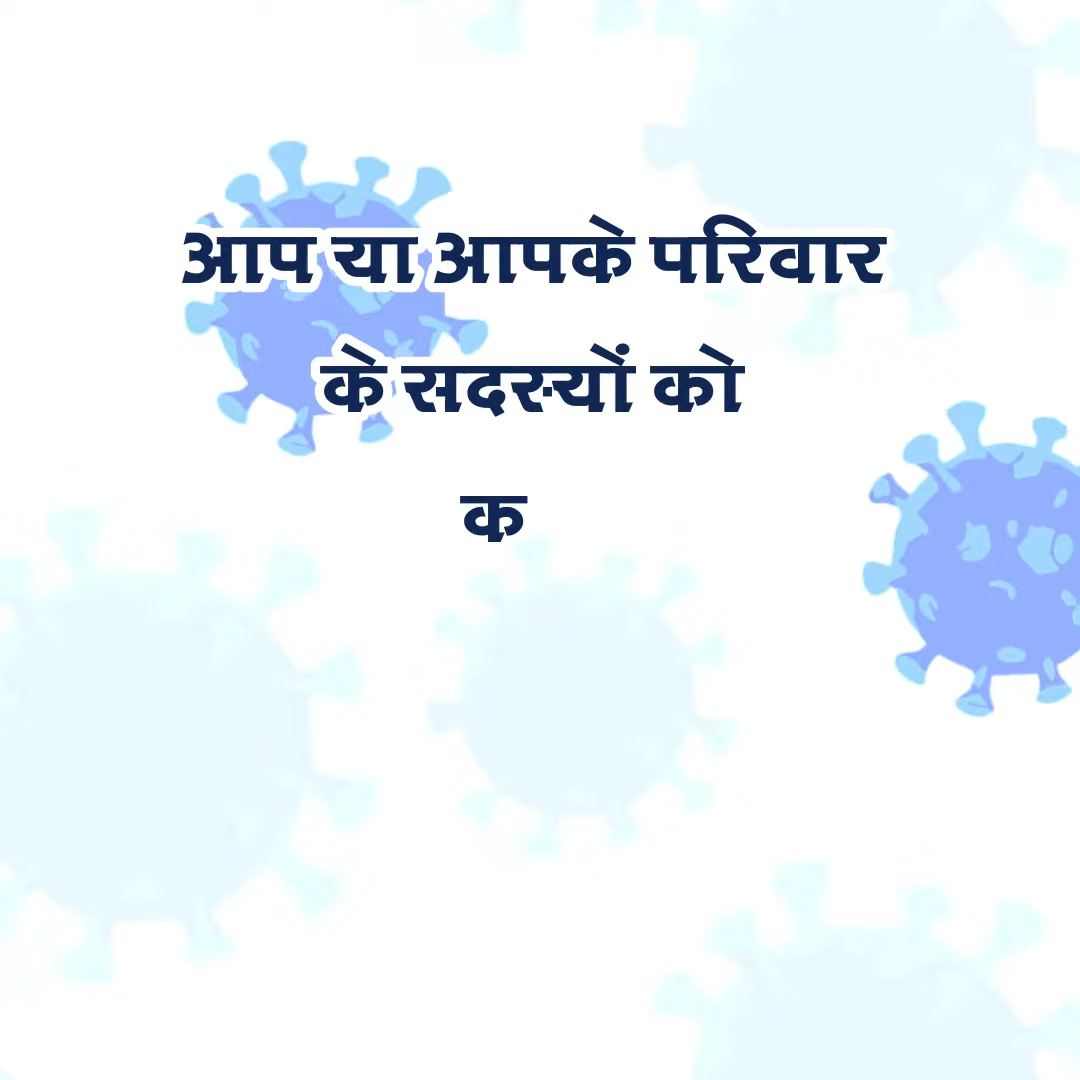 आप या आपके परिवार
के सदस्यों को
क